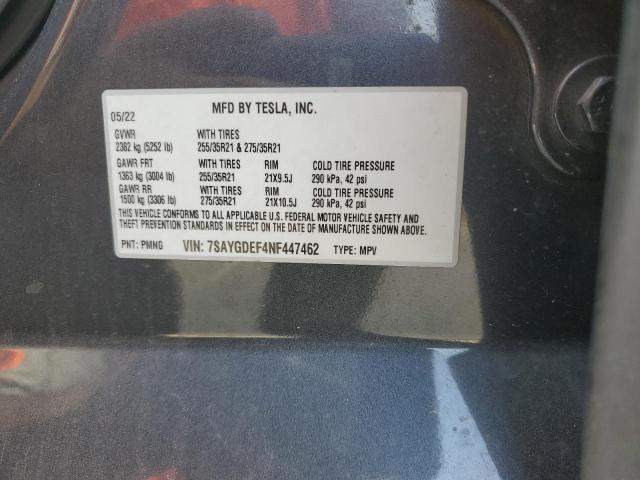 MFD BY TESLA, INC.
05/22
GVWR WITH TIRES
2382 kg (5252 lb) 255/35R21 & 275/35R21
GAWR FRT WITH TIRES RIM COLD TIRE PRESSURE
1363 kg (3004 lb) 255/35R21 21X9.5J 290 kPa, 42 psi
GAWR RR WITH TIRES RIM COLD TIRE PRESSURE
1500 kg (3306 lb) 275/35R21 21X10.5J 290 kPa, 42 psi
THIS VEHICLE CONFORMS TO ALL APPLICABLE U.S. FEDERAL MOTOR VEHICLE SAFETY AND
THEFT PREVENTION STANDARDS IN EFFECT ON THE DATE OF MANUFACTURE SHOWN ABOVE.
PNT: PMNG VIN: 7SAYGDEF4NF447462 TYPE: MPV